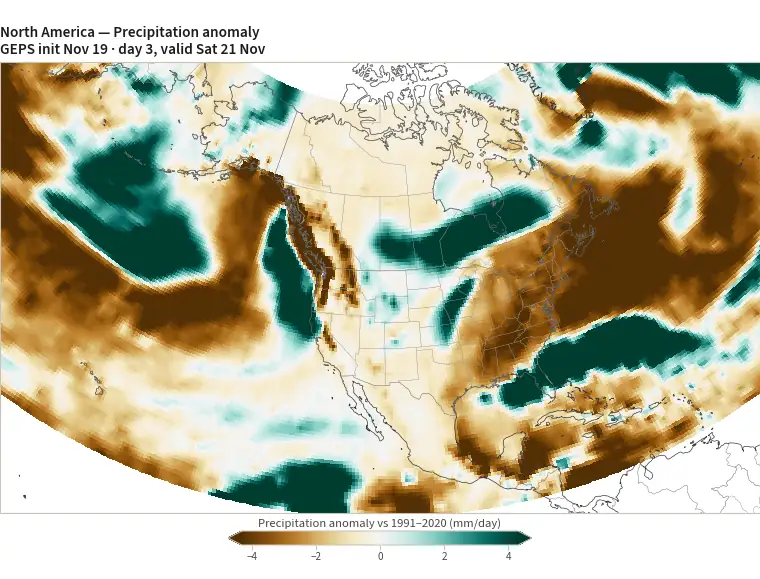 North America — Precipitation anomaly
GEPS init Nov 19 · day 3, valid Sat 21 Nov
Precipitation anomaly vs 1991–2020 (mm/day)
−4 −2 0 2 4